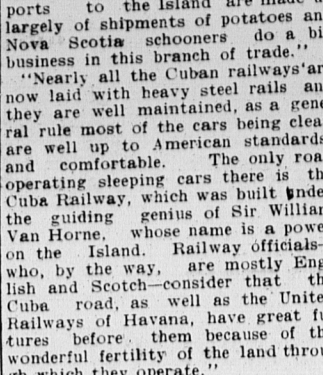 ports to the Island are made a
largely of shipments of potatoes an
Nova Scotia schooners do a bi
business in this branch of trade."
"Nearly all the Cuban railways ar
now laid with heavy steel rails an
they are well maintained, as a gene
ral rule most of the cars being clea
are well up to American standards
and comfortable. The only roa
operating sleeping cars there is th
Cuba Railway, which was built unde
the guiding genius of Sir William
Van Horne, whose name is a powe
on the Island. Railway officials—
who, by the way, are mostly Eng
lish and Scotch—consider that th
Cuba road, as well as the Unite
Railways of Havana, have great fu
tures before them because of th
wonderful fertility of the land throu
which they operate."